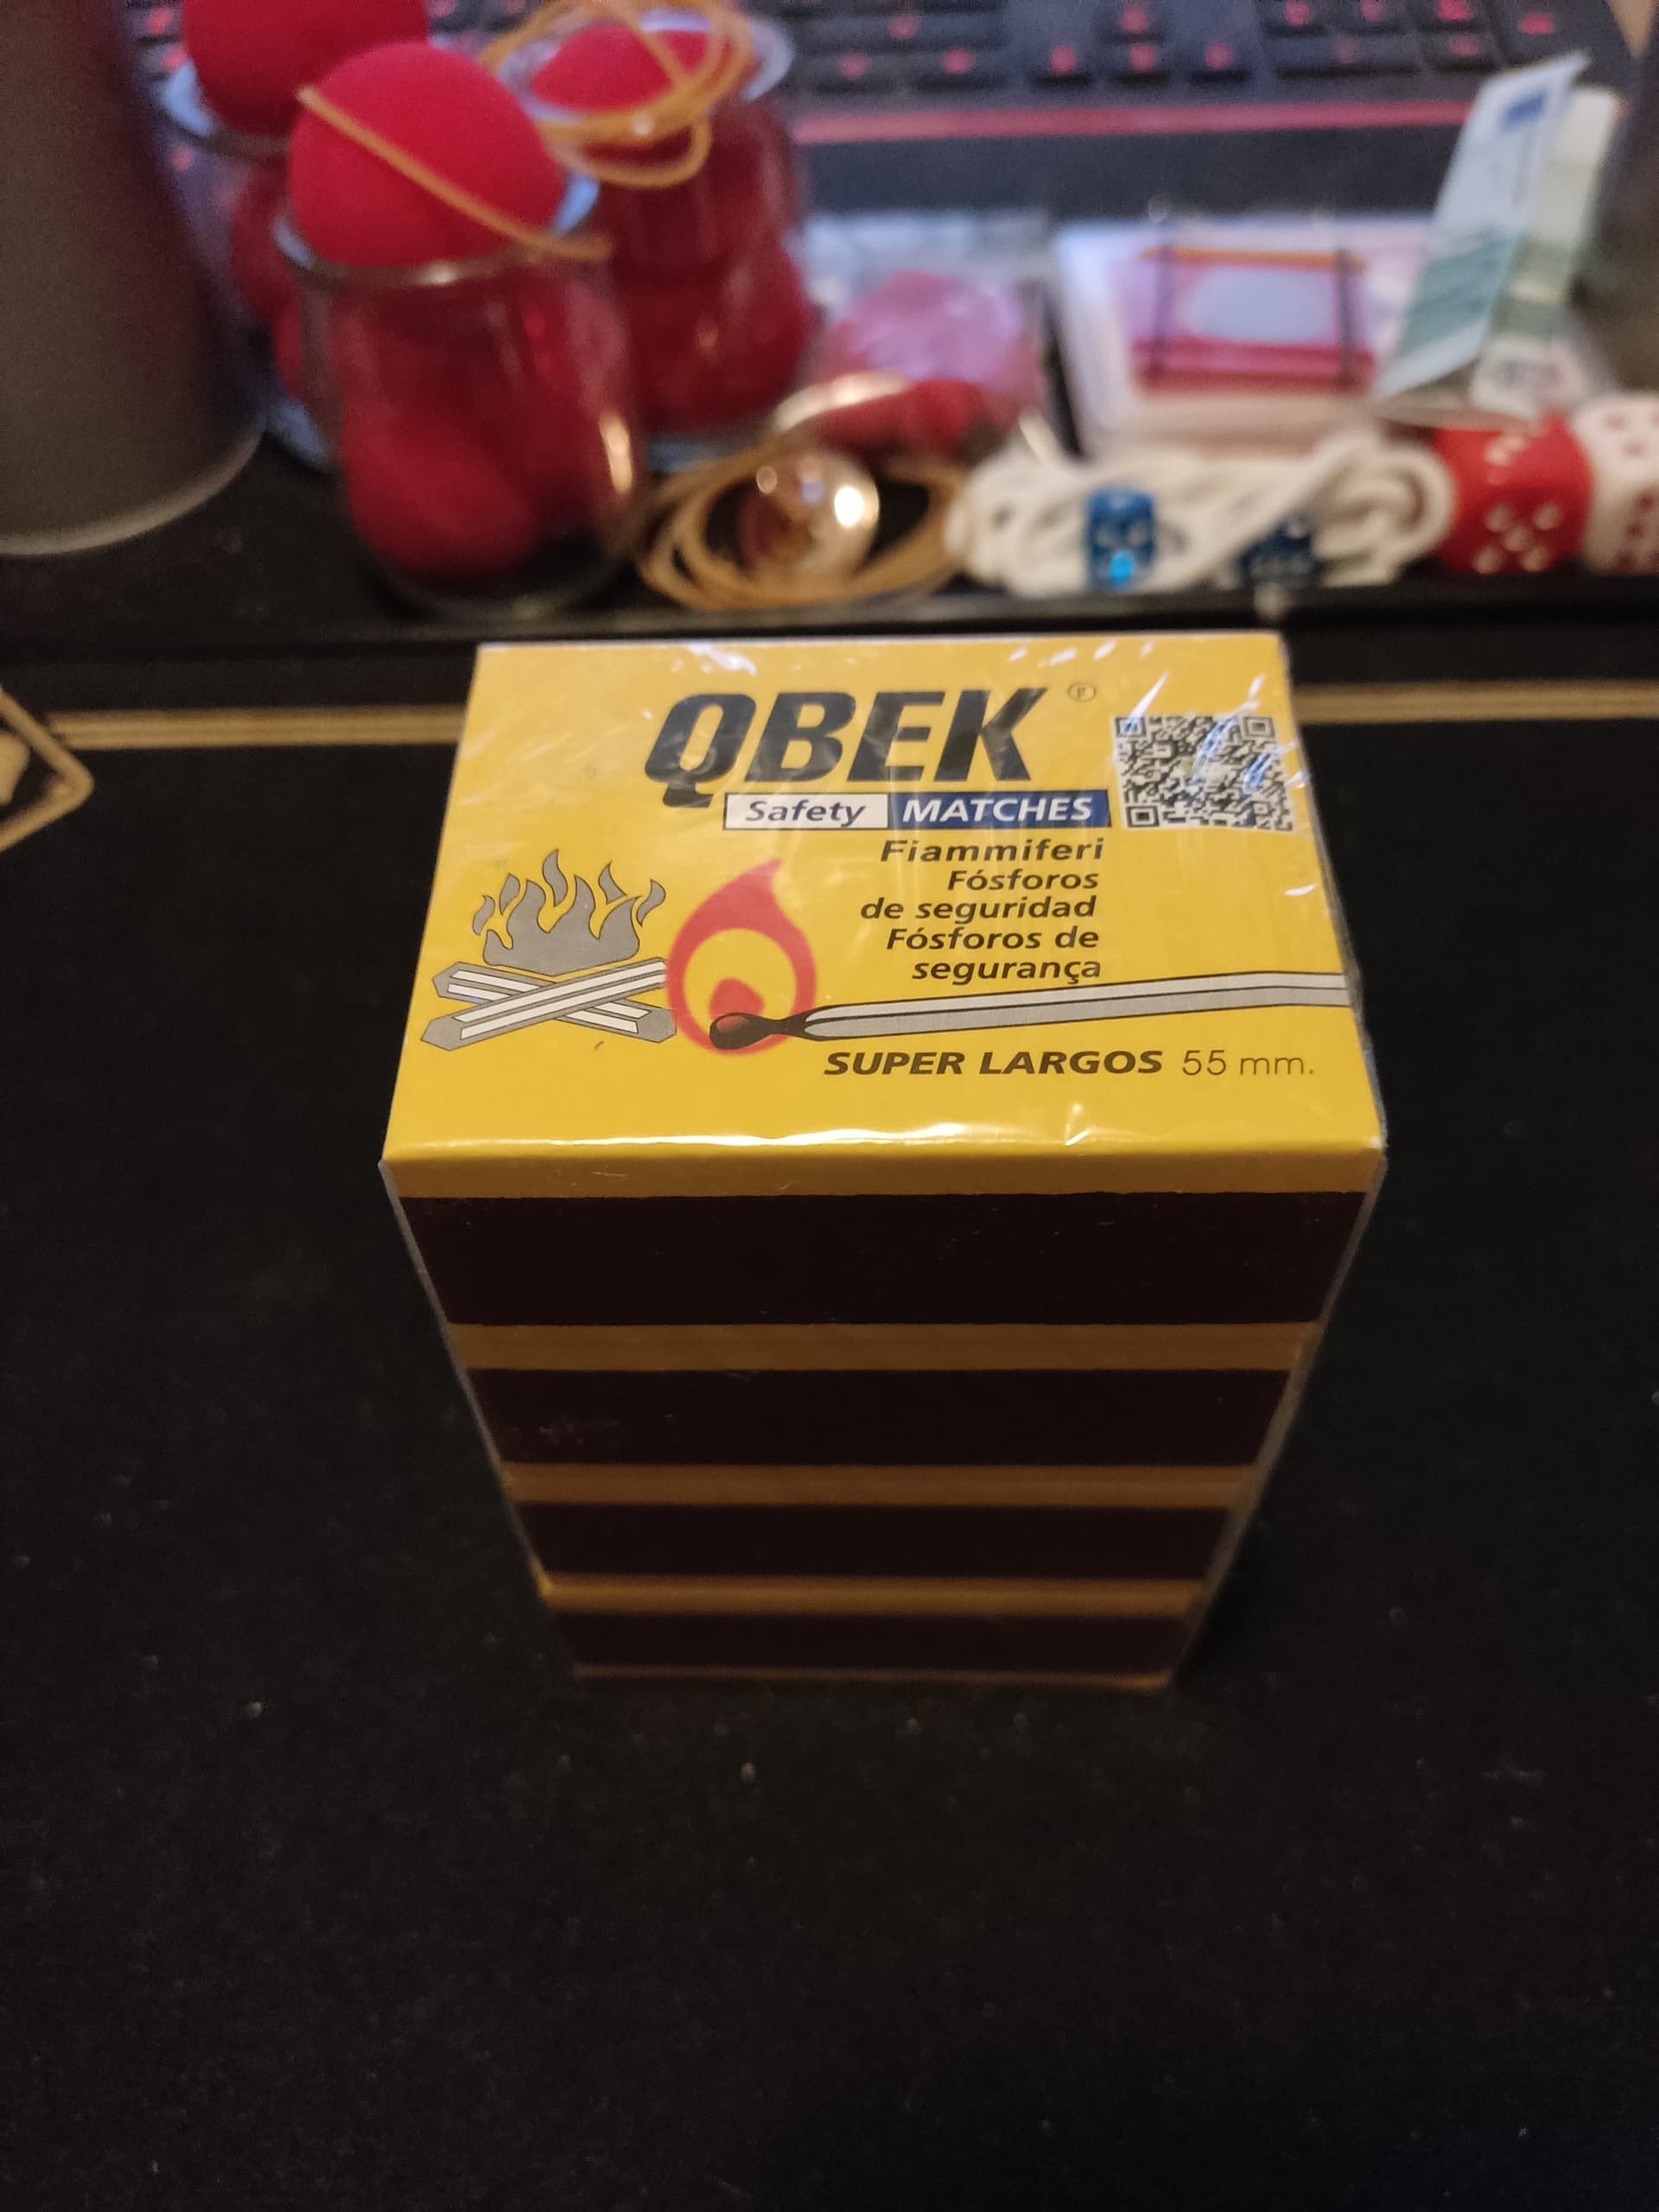 QBEK ®
Safety MATCHES
Fiammiferi
Fósforos
de seguridad
Fósforos de
segurança
SUPER LARGOS 55 mm.